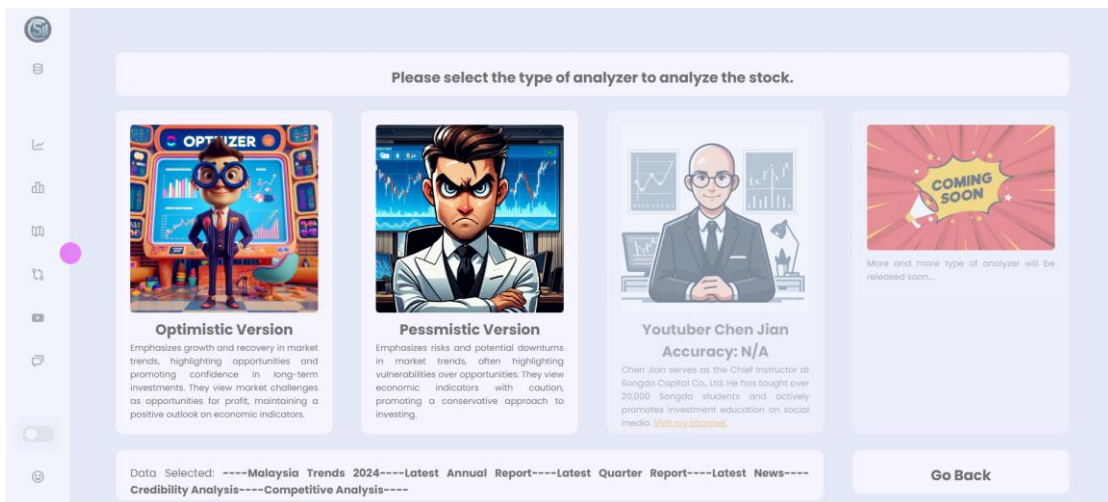 Please select the type of analyzer to analyze the stock.
OPTIIZER
Optimistic Version
Emphasizes growth and recovery in market
trends, highlighting opportunities and
promoting confidence in long-term
investments. They view market challenges
as opportunities for profit, maintaining a
positive outlook on economic indicators.
Pessmistic Version
Emphasizes risks and potential downturns
in market trends, often highlighting
vulnerabilities over opportunities. They view
economic indicators with caution,
promoting a conservative approach to
investing.
Youtuber Chen Jian
Accuracy: N/A
Chen Jian serves as the Chief Instructor at
Songda Capital Co., Ltd. He has taught over
20,000 Songda students and actively
promotes investment education on social
media. Visit my channel.
COMING
SOON
More and more type of analyzer will be
released soon...
Data Selected: ----Malaysia Trends 2024----Latest Annual Report----Latest Quarter Report----Latest News----
Credibility Analysis----Competitive Analysis----
Go Back